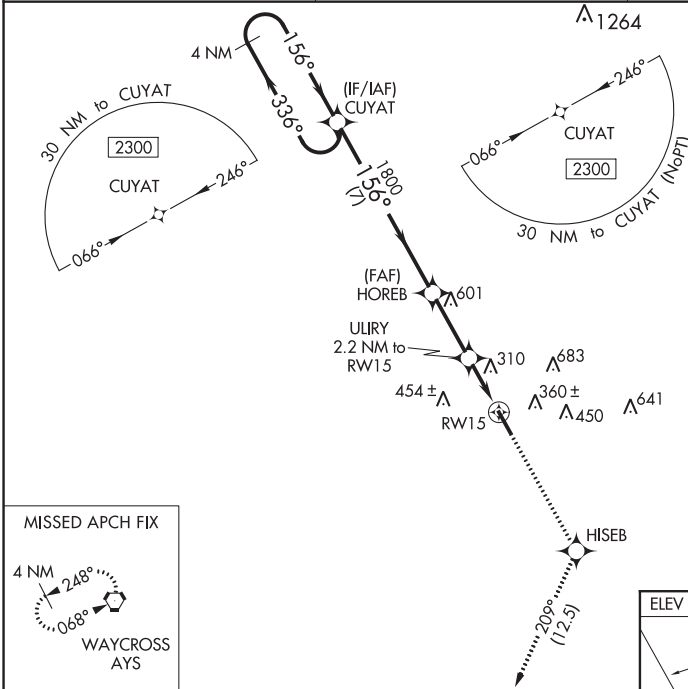 1264
4 NM
156°
336°
(IF/IAF)
CUYAT
30 NM to CUYAT
2300
CUYAT
246°
066°
246°
066°
CUYAT
2300
30 NM to CUYAT (NoPT)
1800
156°
(7)
(FAF)
HOREB
601
ULIRY
2.2 NM to
RW15
310
683
454 ±
360 ±
450
641
RW15
HISEB
209°
(12.5)
MISSED APCH FIX
4 NM
248°
068°
WAYCROSS
AYS
ELEV